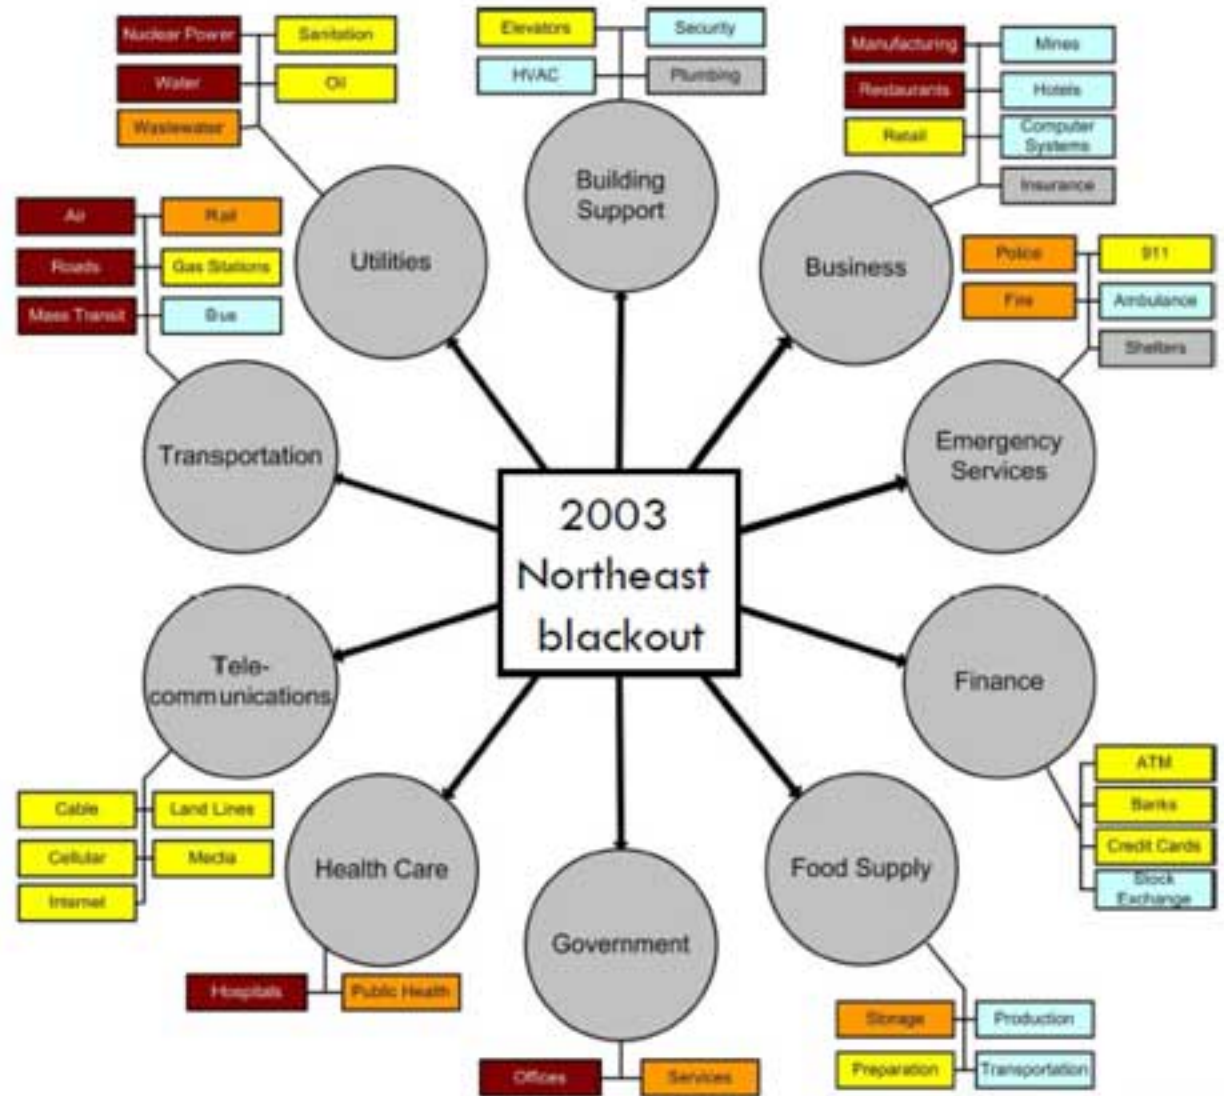 Nuclear Power
Sanitation
Water
Oil
Wastewater
Elevators
Security
HVAC
Plumbing
Manufacturing
Mines
Restaurants
Hotels
Retail
Computer
Systems
Insurance
Air
Rail
Roads
Gas Stations
Mass Transit
Bus
Police
911
Fire
Ambulance
Shelters
Utilities
Building
Support
Business
Transportation
Emergency
Services
2003
Northeast
blackout
Tele-
communications
Finance
Cable
Land Lines
Cellular
Media
Internet
ATM
Banks
Credit Cards
Stock
Exchange
Health Care
Government
Food Supply
Hospitals
Public Health
Offices
Services
Storage
Production
Preparation
Transportation